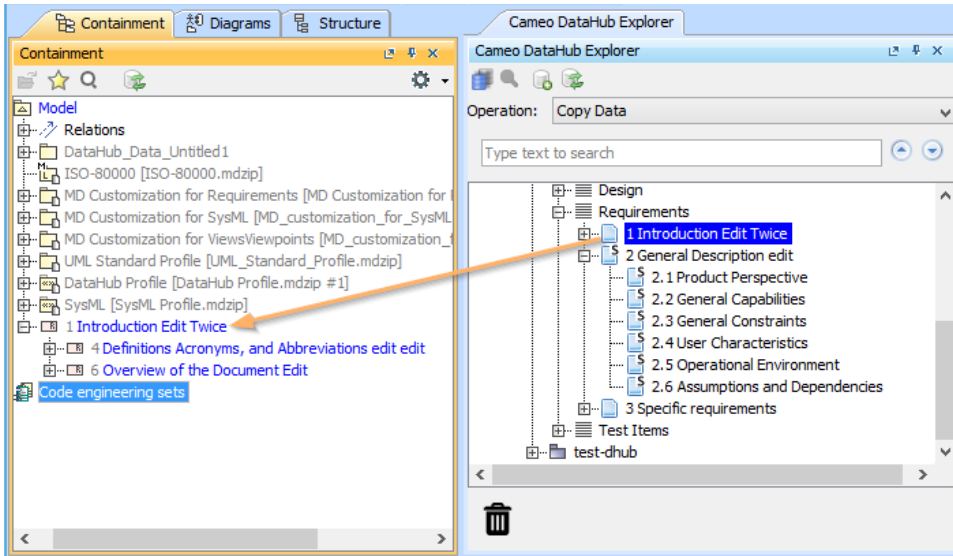 Containment
Diagrams
Structure
Containment
Model
Relations
DataHub_Data_Untitled1
ISO-80000 [ISO-80000.mdzip]
MD Customization for Requirements [MD Customization for
MD Customization for SysML [MD_customization_for_SysML
MD Customization for ViewsViewpoints [MD_customization_f
UML Standard Profile [UML_Standard_Profile.mdzip]
DataHub Profile [DataHub Profile.mdzip #1]
SysML [SysML Profile.mdzip]
1 Introduction Edit Twice
4 Definitions Acronyms, and Abbreviations edit edit
6 Overview of the Document Edit
Code engineering sets
Cameo DataHub Explorer
Cameo DataHub Explorer
Operation: Copy Data
Type text to search
Design
Requirements
1 Introduction Edit Twice
2 General Description edit
2.1 Product Perspective
2.2 General Capabilities
2.3 General Constraints
2.4 User Characteristics
2.5 Operational Environment
2.6 Assumptions and Dependencies
3 Specific requirements
Test Items
test-dhub